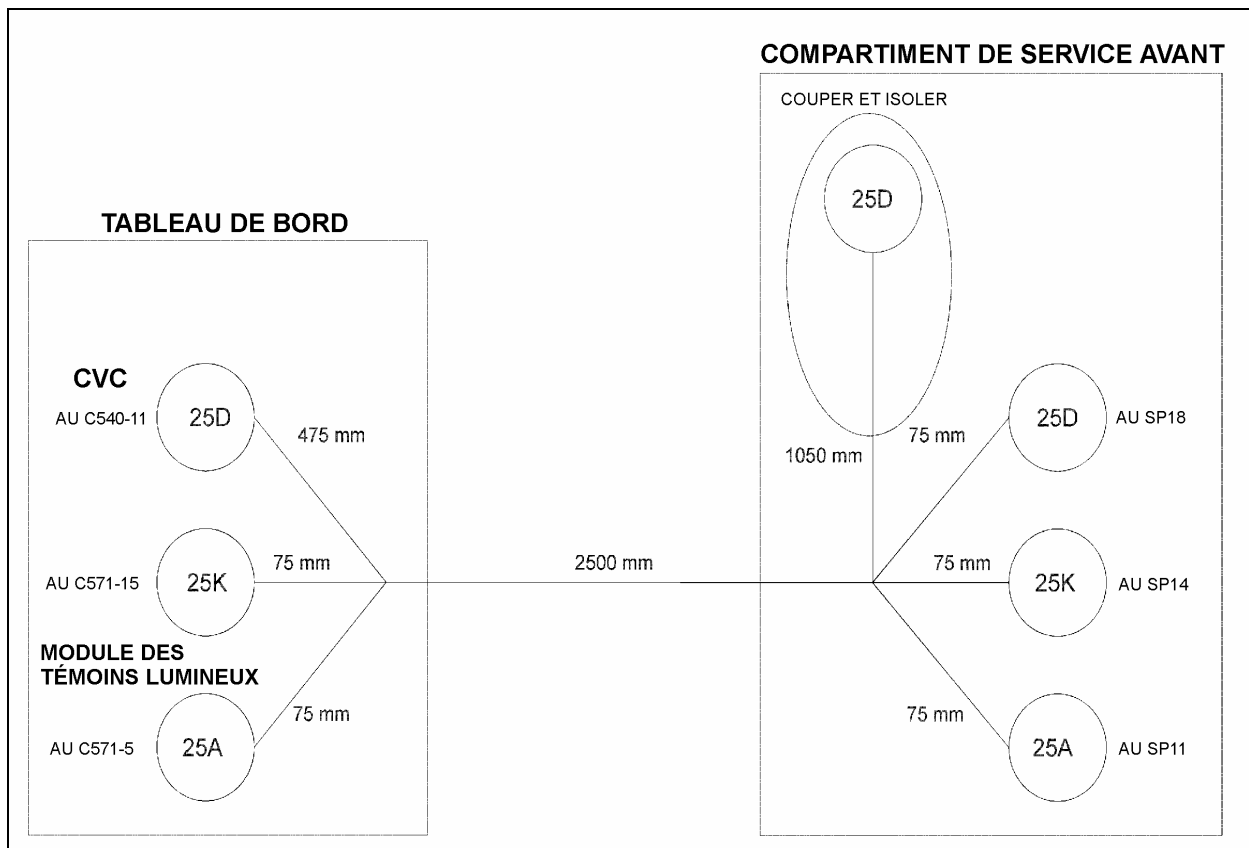 COMPARTIMENT DE SERVICE AVANT
COUPER ET ISOLER
25D
TABLEAU DE BORD
CVC
AU C540-11
25D
475 mm
1050 mm
75 mm
25D
AU SP18
AU C571-15
25K
75 mm
2500 mm
75 mm
25K
AU SP14
MODULE DES
TÉMOINS LUMINEUX
AU C571-5
25A
75 mm
75 mm
25A
AU SP11